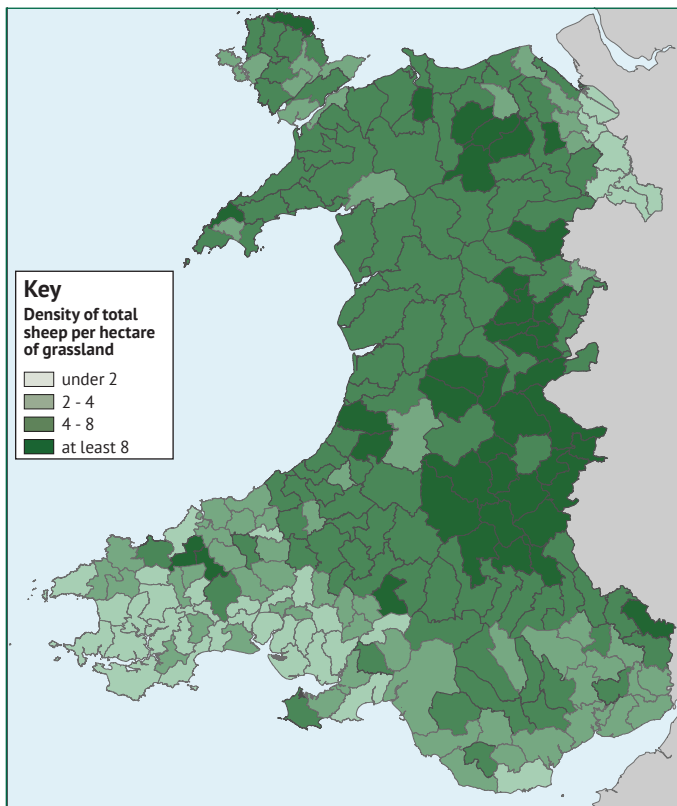 Key
Density of total
sheep per hectare
of grassland
under 2
2 - 4
4 - 8
at least 8